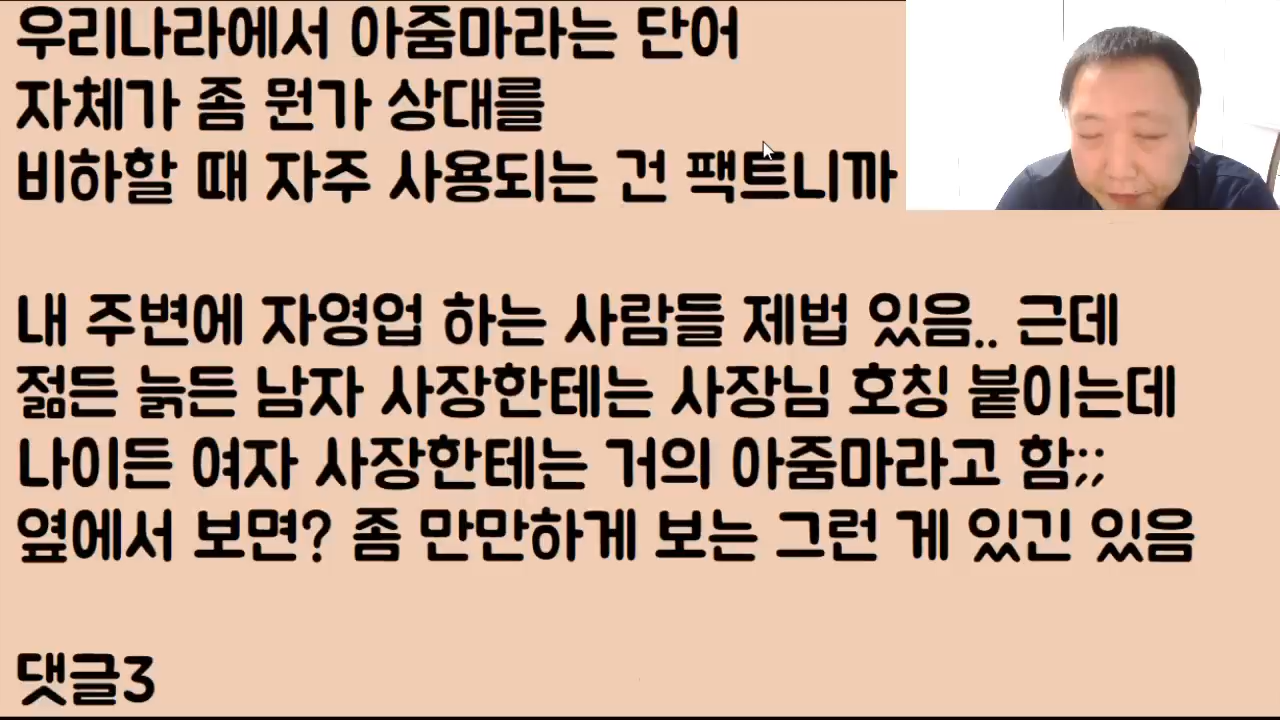 우리나라에서 아줌마라는 단어
자체가 좀 뭔가 상대를
비하할 때 자주 사용되는 건 팩트니까
내 주변에 자영업 하는 사람들 제법 있음.. 근데
젊든 늙든 남자 사장한테는 사장님 호칭 붙이는데
나이든 여자 사장한테는 거의 아줌마라고 함;;
옆에서 보면? 좀 만만하게 보는 그런 게 있긴 있음
댓글3